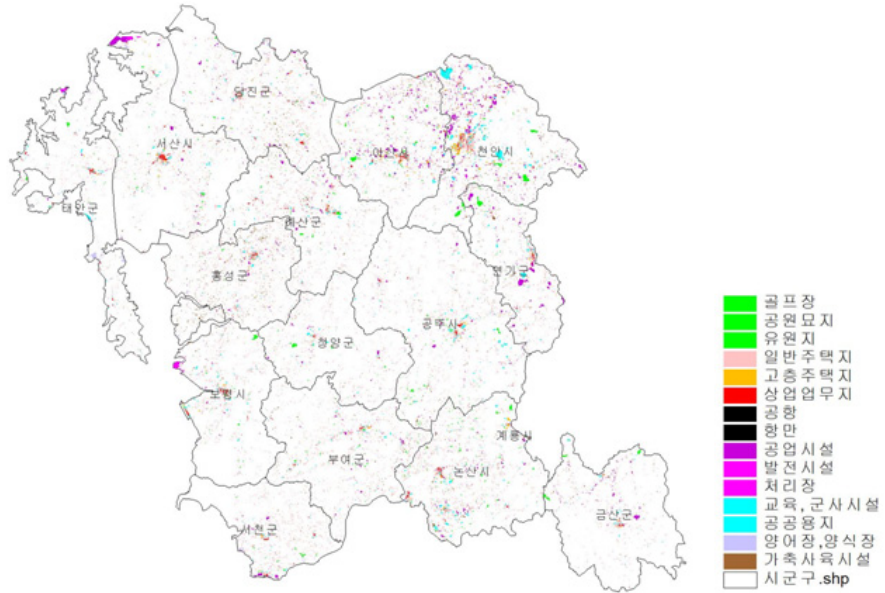 당진군
서산시
아산시
천안시
태안군
예산군
홍성군
연기군
공주시
청양군
보령시
계룡시
부여군
논산시
서천군
금산군
골프장
공원묘지
유원지
일반주택지
고층주택지
상업업무지
공항
항만
공업시설
발전시설
처리장
교육,군사시설
공공용지
양어장,양식장
가축사육시설
시군구.shp